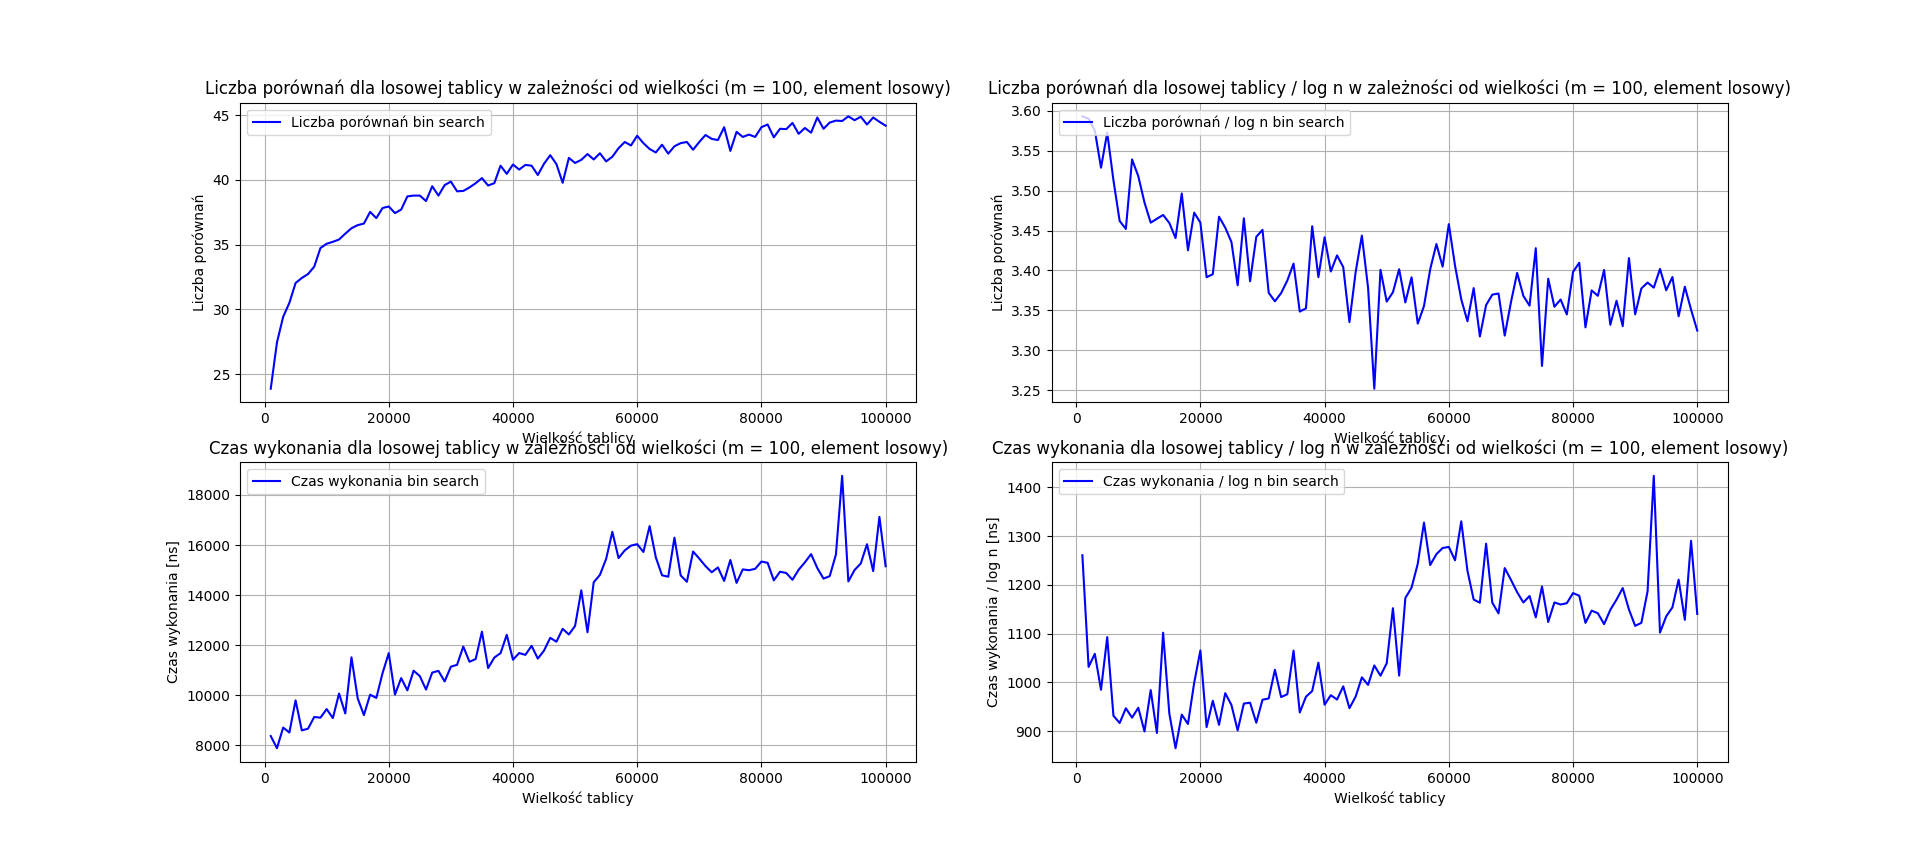 Liczba porównań dla losowej tablicy w zależności od wielkości (m = 100, element losowy)
Liczba porównań bin search
Liczba porównań
45
40
35
30
25
0 20000 40000 60000 80000 100000
Wielkość tablicy
Liczba porównań dla losowej tablicy / log n w zależności od wielkości (m = 100, element losowy)
Liczba porównań / log n bin search
Liczba porównań
3.60
3.55
3.50
3.45
3.40
3.35
3.30
3.25
0 20000 40000 60000 80000 100000
Wielkość tablicy
Czas wykonania dla losowej tablicy w zależności od wielkości (m = 100, element losowy)
Czas wykonania bin search
Czas wykonania [ns]
18000
16000
14000
12000
10000
8000
0 20000 40000 60000 80000 100000
Wielkość tablicy
Czas wykonania dla losowej tablicy / log n w zależności od wielkości (m = 100, element losowy)
Czas wykonania / log n bin search
Czas wykonania / log n [ns]
1400
1300
1200
1100
1000
900
0 20000 40000 60000 80000 100000
Wielkość tablicy